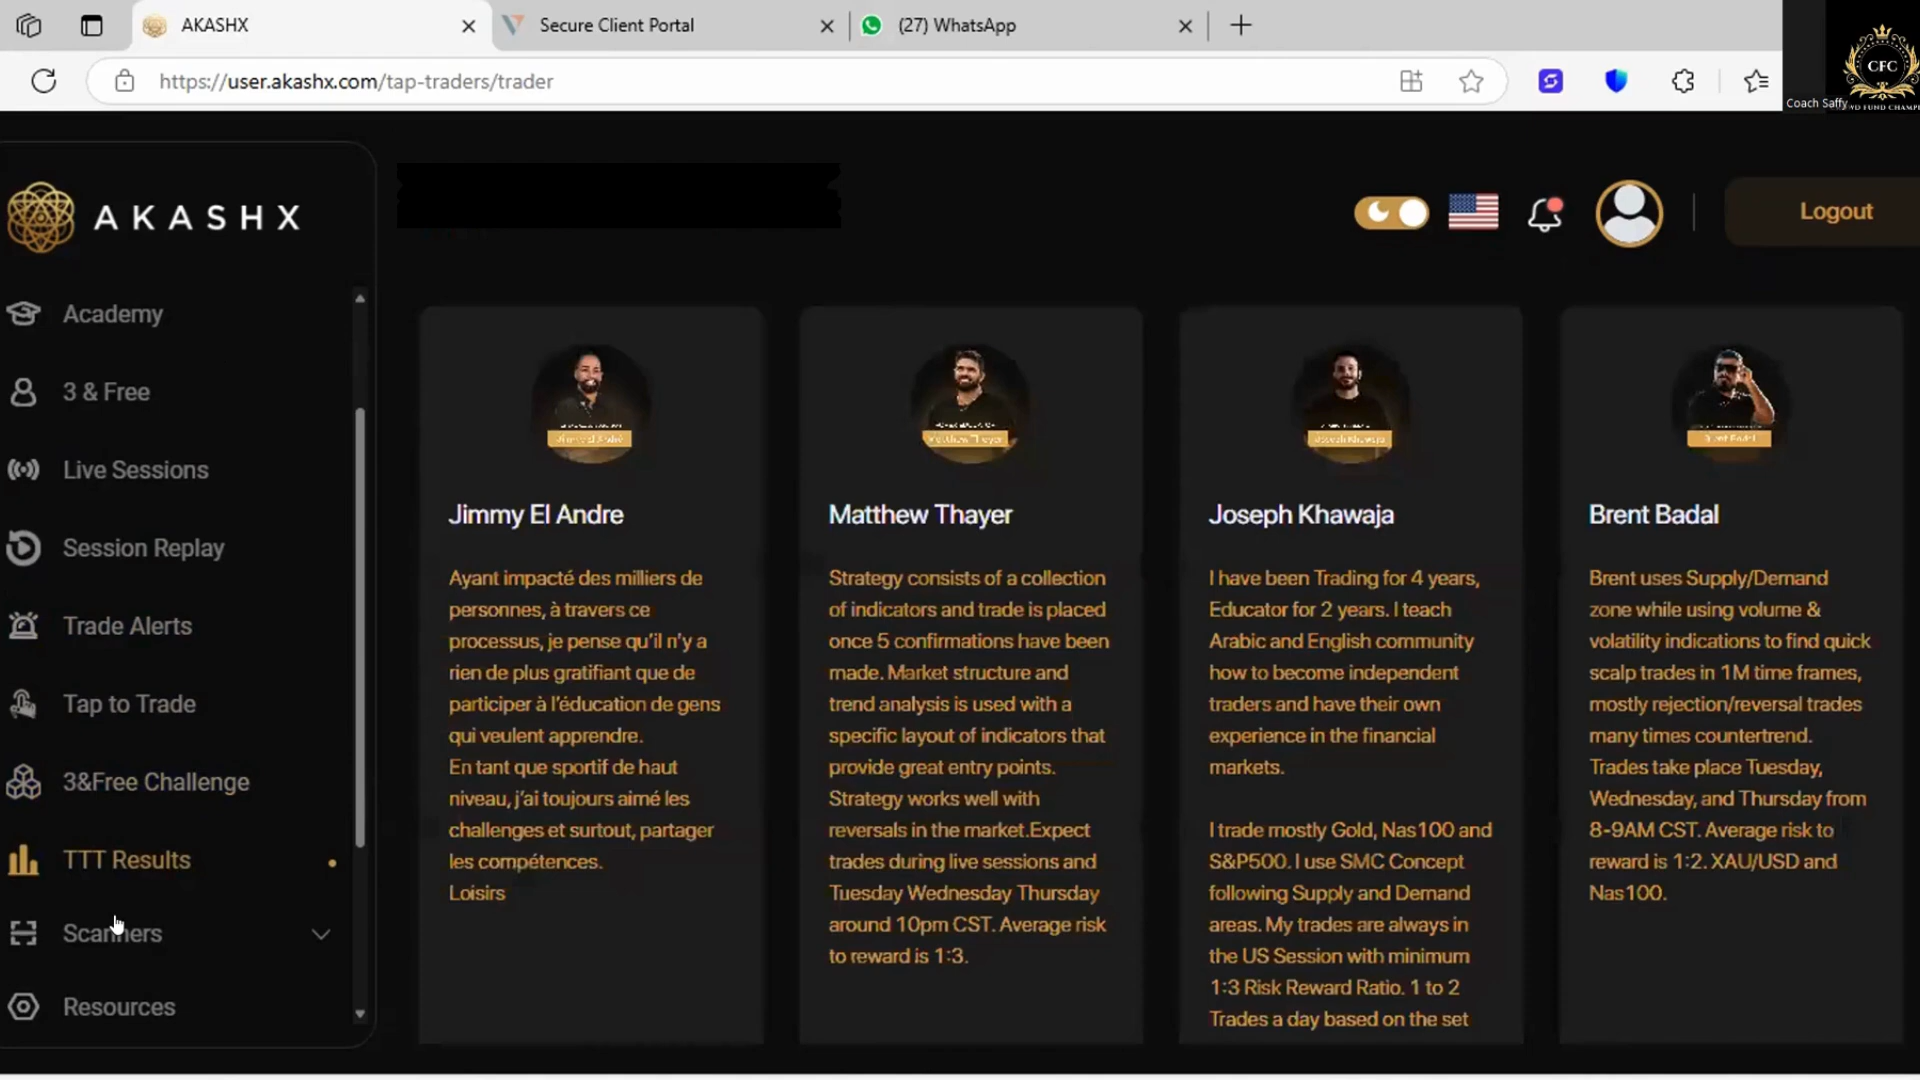 AKASHX
Secure Client Portal
(27) WhatsApp
https://user.akashx.com/tap-traders/trader
CFC
Coach Saffy
AKASHX
Logout
Academy
3 & Free
Live Sessions
Session Replay
Trade Alerts
Tap to Trade
3&Free Challenge
TTT Results
Scanners
Resources
Jimmy El Andre
Ayant impacté des milliers de
personnes, à travers ce
processus, je pense qu'il n'y a
rien de plus gratifiant que de
participer à l'éducation de gens
qui veulent apprendre.
En tant que sportif de haut
niveau, j'ai toujours aimé les
challenges et surtout, partager
les compétences.
Loisirs
Matthew Thayer
Matthew Thayer
Strategy consists of a collection
of indicators and trade is placed
once 5 confirmations have been
made. Market structure and
trend analysis is used with a
specific layout of indicators that
provide great entry points.
Strategy works well with
reversals in the market.Expect
trades during live sessions and
Tuesday Wednesday Thursday
around 10pm CST. Average risk
to reward is 1:3.
Joseph Khawaja
Joseph Khawaja
I have been Trading for 4 years,
Educator for 2 years. I teach
Arabic and English community
how to become independent
traders and have their own
experience in the financial
markets.
I trade mostly Gold, Nas100 and
S&P500. I use SMC Concept
following Supply and Demand
areas. My trades are always in
the US Session with minimum
1:3 Risk Reward Ratio. 1 to 2
Trades a day based on the set
Brent Badal
Brent Badal
Brent uses Supply/Demand
zone while using volume &
volatility indications to find quick
scalp trades in 1M time frames,
mostly rejection/reversal trades
many times countertrend.
Trades take place Tuesday,
Wednesday, and Thursday from
8-9AM CST. Average risk to
reward is 1:2. XAU/USD and
Nas100.